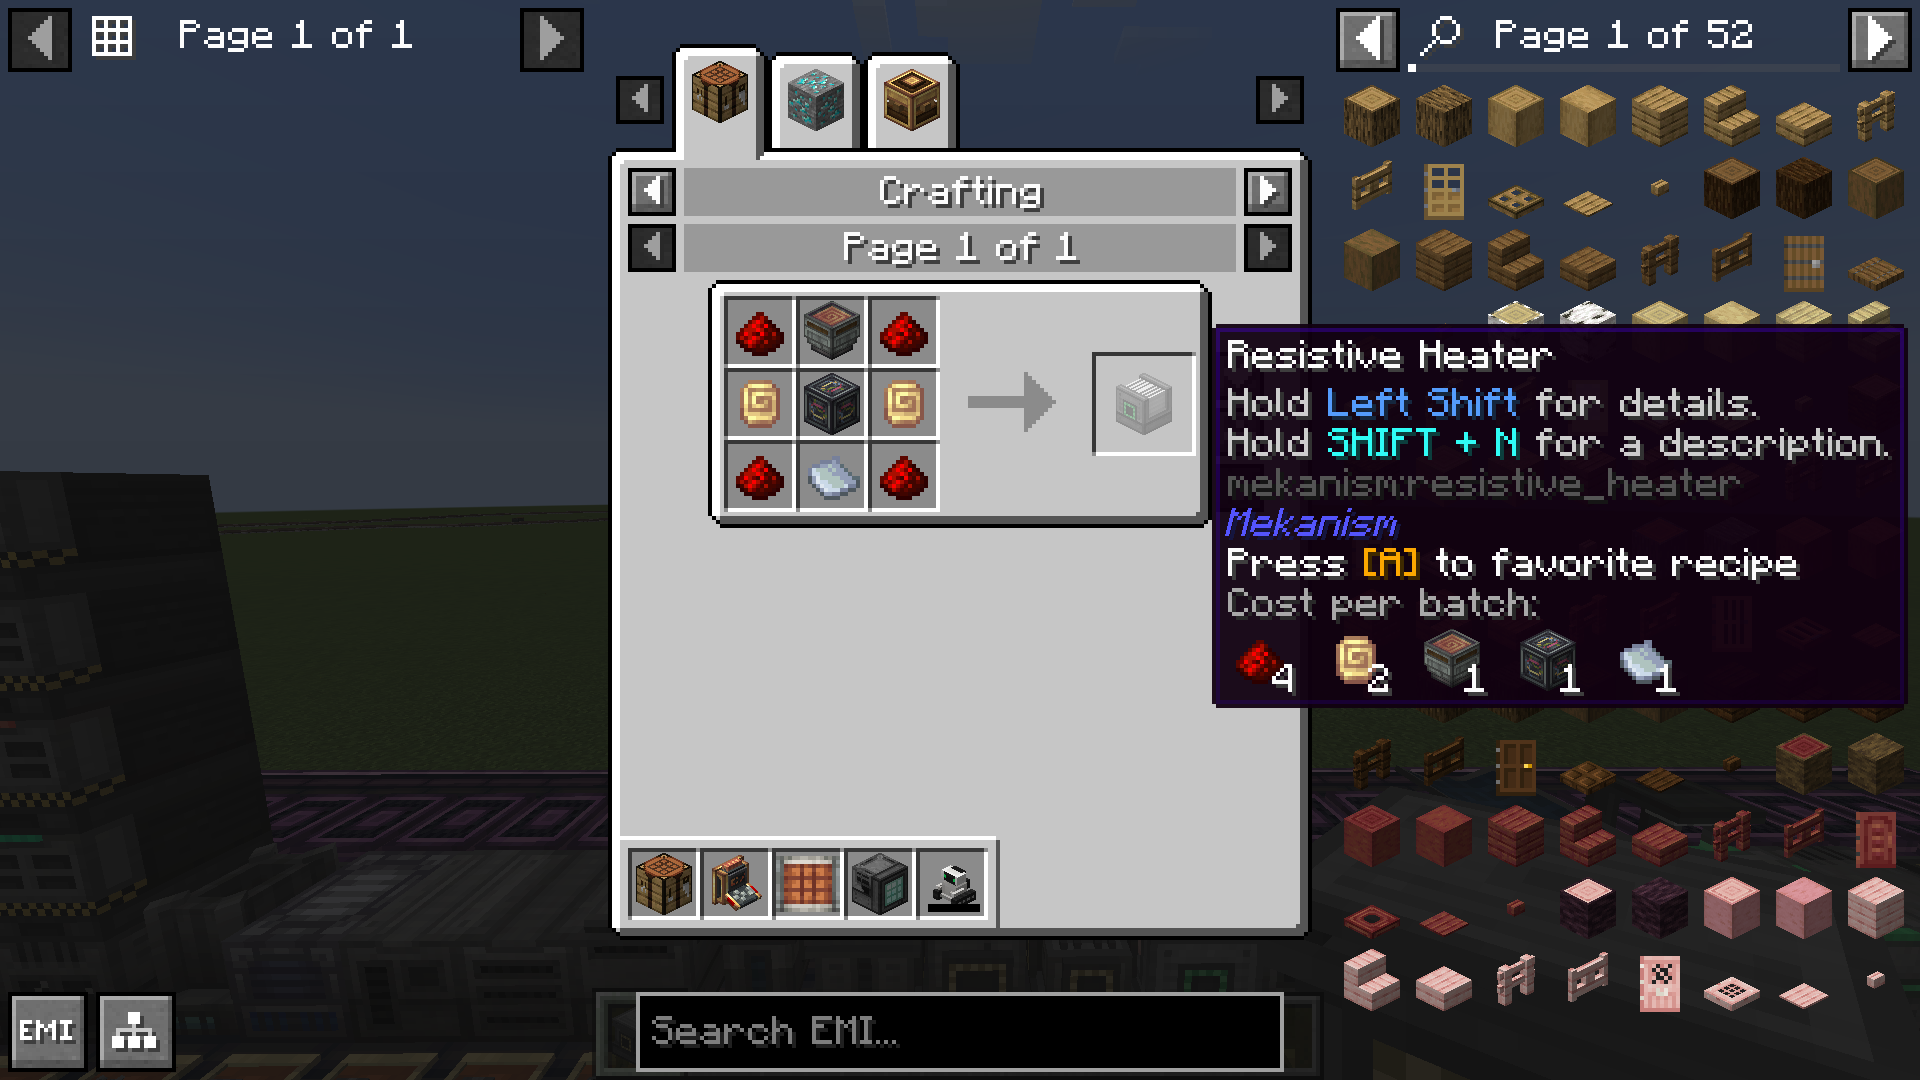 Page 1 of 1
Page 1 of 52
Crafting
Page 1 of 1
Resistive Heater
Hold Left Shift for details.
Hold SHIFT + N for a description.
mekanism:resistive_heater
Mekanism
Press [A] to favorite recipe
Cost per batch:
4 2 1 1 1
EMI
Search EMI...